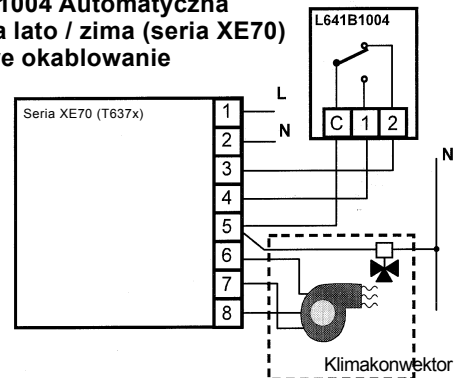 1004 Automatyczna
a lato / zima (seria XE70)
e okablowanie
L641B1004
Seria XE70 (T637x)
L
N
1
2
3
4
5
6
7
8
C 1 2
N
Klimakonwektor